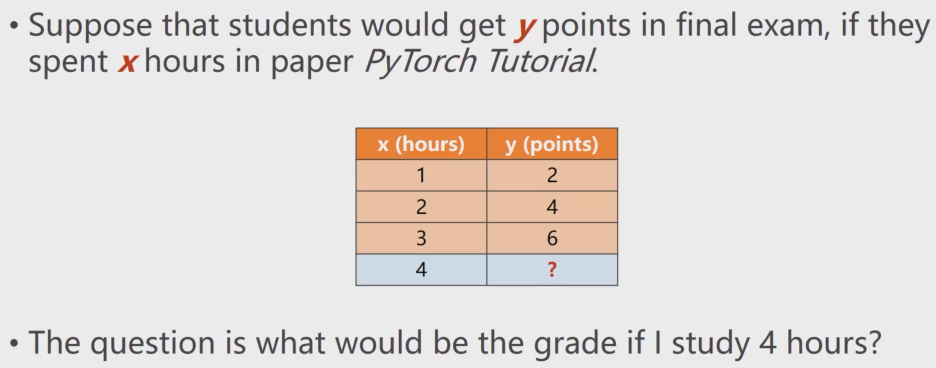 • Suppose that students would get y points in final exam, if they
spent x hours in paper PyTorch Tutorial.
x (hours) y (points)
1 2
2 4
3 6
4 ?
• The question is what would be the grade if I study 4 hours?